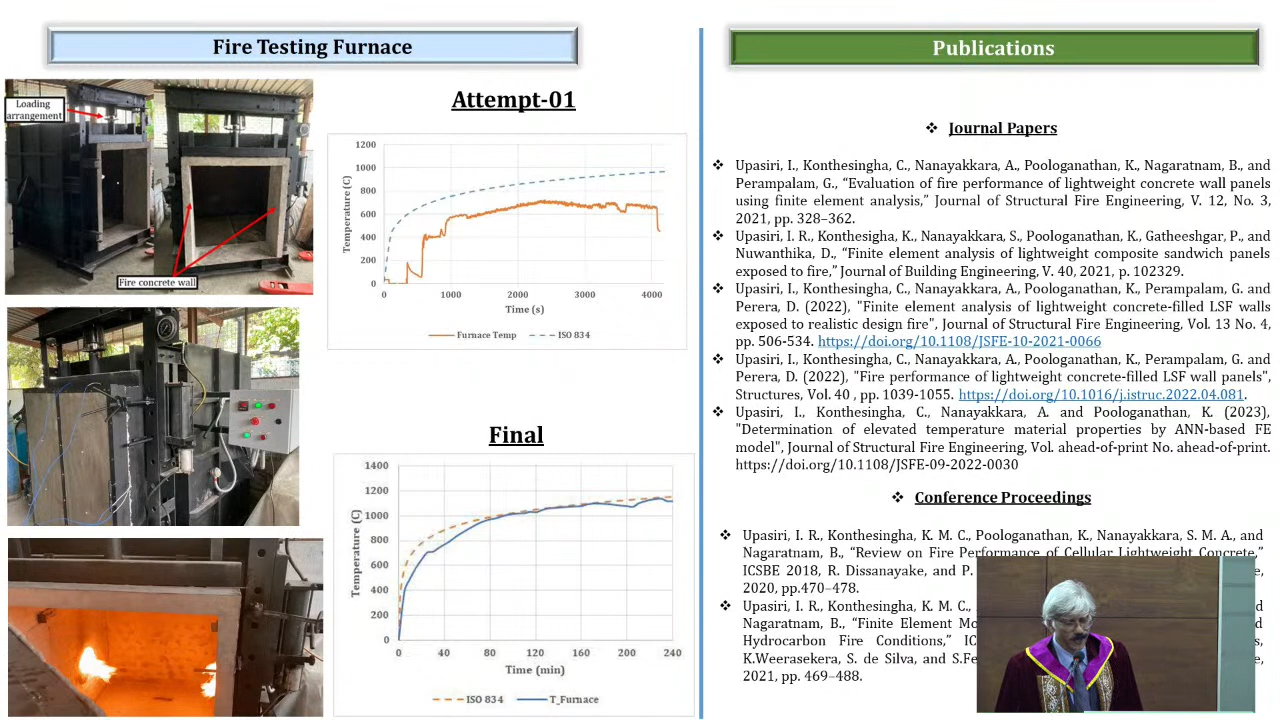 Fire Testing Furnace
Loading
arrangement
Fire concrete wall
Attempt-01
Temperature (C)
1200
1000
800
600
400
200
0
0 1000 2000 3000 4000
Time (s)
Furnace Temp ISO 834
Final
Temperature (C)
1400
1200
1000
800
600
400
200
0
0 40 80 120 160 200 240
Time (min)
ISO 834 T_Furnace
Publications
❖ Journal Papers
❖ Upasiri, I., Konthesingha, C., Nanayakkara, A., Poologanathan, K., Nagaratnam, B., and
Perampalam, G., “Evaluation of fire performance of lightweight concrete wall panels
using finite element analysis,” Journal of Structural Fire Engineering, V. 12, No. 3,
2021, pp. 328–362.
❖ Upasiri, I. R., Konthesigha, K., Nanayakkara, S., Poologanathan, K., Gatheeshgar, P., and
Nuwanthika, D., “Finite element analysis of lightweight composite sandwich panels
exposed to fire,” Journal of Building Engineering, V. 40, 2021, p. 102329.
❖ Upasiri, I., Konthesingha, C., Nanayakkara, A., Poologanathan, K., Perampalam, G. and
Perera, D. (2022), "Finite element analysis of lightweight concrete-filled LSF walls
exposed to realistic design fire", Journal of Structural Fire Engineering, Vol. 13 No. 4,
pp. 506-534. https://doi.org/10.1108/JSFE-10-2021-0066
❖ Upasiri, I., Konthesingha, C., Nanayakkara, A., Poologanathan, K., Perampalam, G. and
Perera, D. (2022), "Fire performance of lightweight concrete-filled LSF wall panels",
Structures, Vol. 40 , pp. 1039-1055. https://doi.org/10.1016/j.istruc.2022.04.081.
❖ Upasiri, I., Konthesingha, C., Nanayakkara, A. and Poologanathan, K. (2023),
"Determination of elevated temperature material properties by ANN-based FE
model", Journal of Structural Fire Engineering, Vol. ahead-of-print No. ahead-of-print.
https://doi.org/10.1108/JSFE-09-2022-0030
❖ Conference Proceedings
❖ Upasiri, I. R., Konthesingha, K. M. C., Poologanathan, K., Nanayakkara, S. M. A., and
Nagaratnam, B., “Review on Fire Performance of Cellular Lightweight Concrete,”
ICSBE 2018, R. Dissanayake, and P.
2020, pp.470–478.
❖ Upasiri, I. R., Konthesingha, K. M. C.,
Nagaratnam, B., “Finite Element
Hydrocarbon Fire Conditions,”
K.Weerasekera, S. de Silva, and
2021, pp. 469–488.